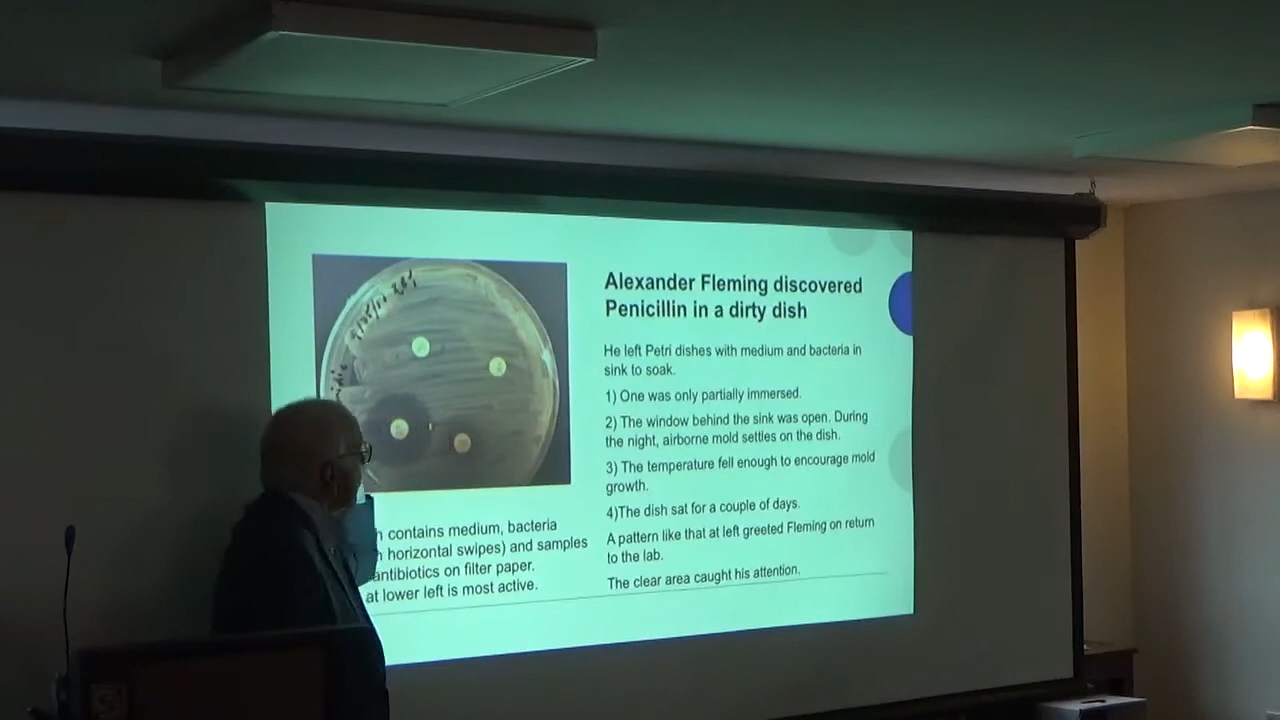 Alexander Fleming discovered
Penicillin in a dirty dish
He left Petri dishes with medium and bacteria in
sink to soak.
1) One was only partially immersed.
2) The window behind the sink was open. During
the night, airborne mold settles on the dish.
3) The temperature fell enough to encourage mold
growth.
4)The dish sat for a couple of days.
A pattern like that at left greeted Fleming on return
to the lab.
The clear area caught his attention.
contains medium, bacteria
horizontal swipes) and samples
antibiotics on filter paper.
at lower left is most active.